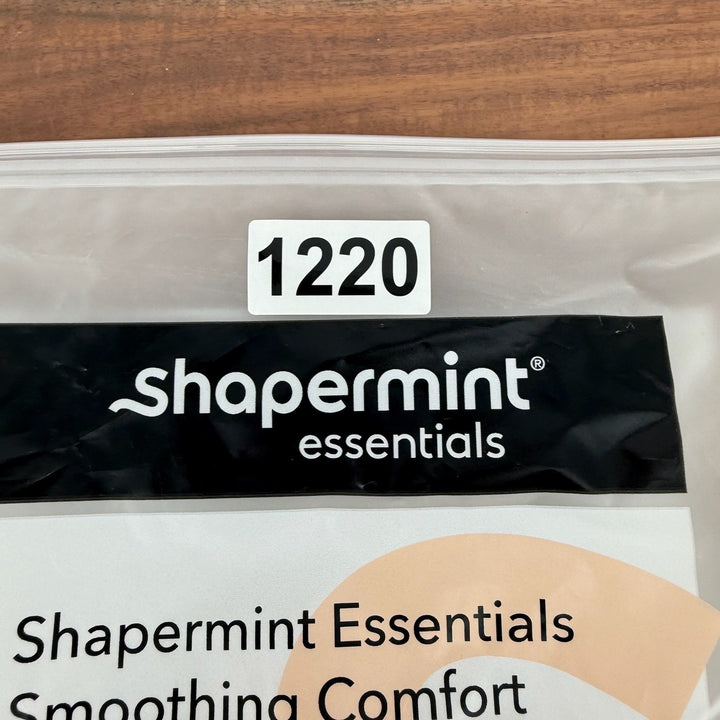 1220
shapermint®
essentials
Shapermint Essentials
Smoothing Comfort